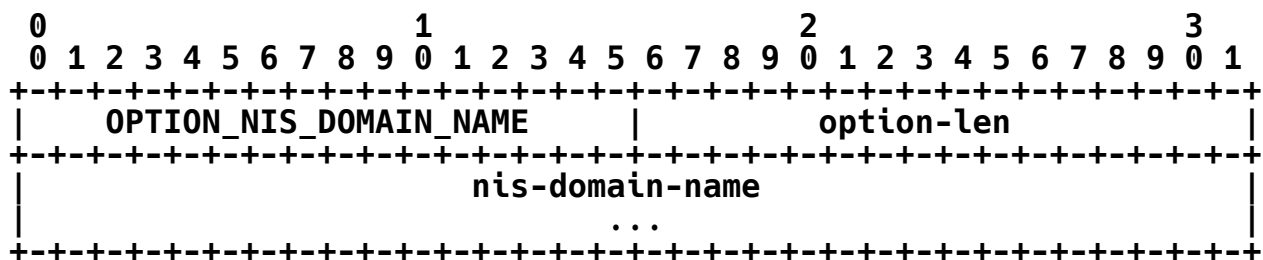 0                   1                   2                   3
 0 1 2 3 4 5 6 7 8 9 0 1 2 3 4 5 6 7 8 9 0 1 2 3 4 5 6 7 8 9 0 1
+-+-+-+-+-+-+-+-+-+-+-+-+-+-+-+-+-+-+-+-+-+-+-+-+-+-+-+-+-+-+-+-+
|    OPTION_NIS_DOMAIN_NAME     |         option-len            |
+-+-+-+-+-+-+-+-+-+-+-+-+-+-+-+-+-+-+-+-+-+-+-+-+-+-+-+-+-+-+-+-+
|                       nis-domain-name                         |
|                              ...                              |
+-+-+-+-+-+-+-+-+-+-+-+-+-+-+-+-+-+-+-+-+-+-+-+-+-+-+-+-+-+-+-+-+